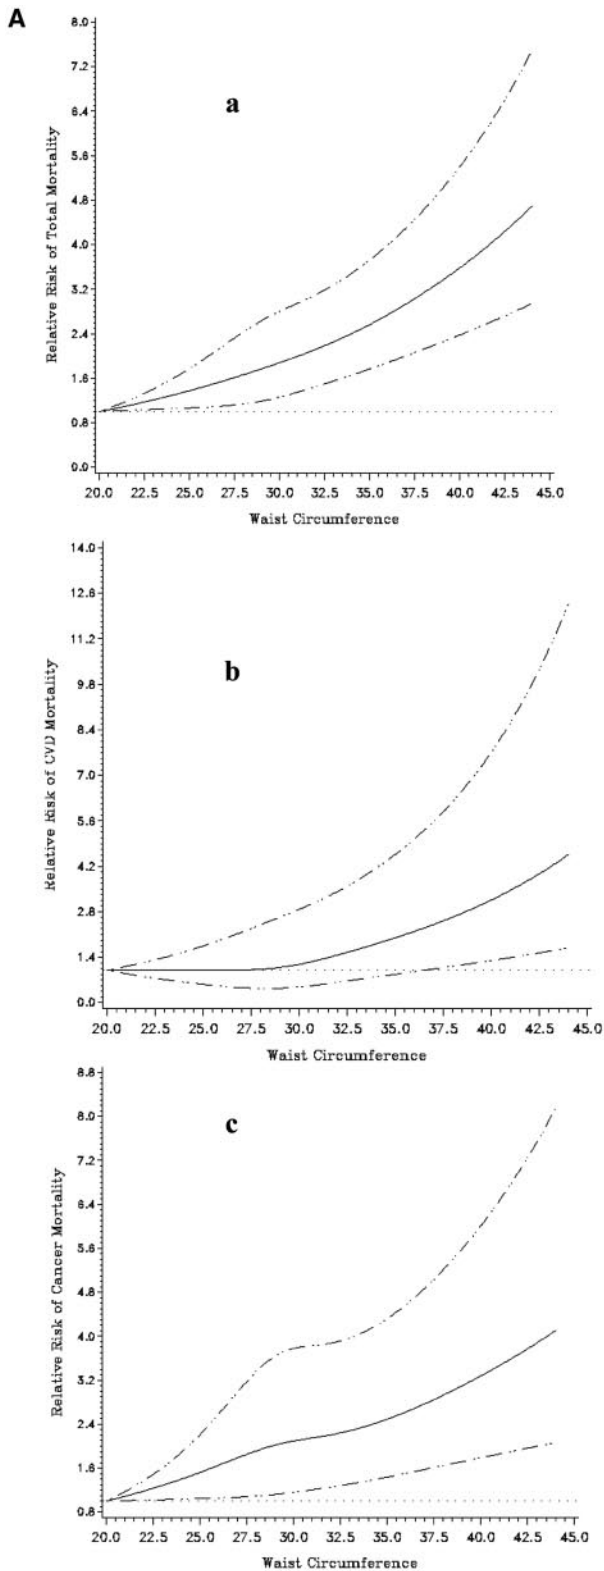 A
a
Relative Risk of Total Mortality
8.0
7.2
6.4
5.6
4.8
4.0
3.2
2.4
1.6
0.8
0.0
20.0 22.5 25.0 27.5 30.0 32.5 35.0 37.5 40.0 42.5 45.0
Waist Circumference
b
Relative Risk of CVD Mortality
14.0
12.6
11.2
9.8
8.4
7.0
5.6
4.2
2.8
1.4
0.0
20.0 22.5 25.0 27.5 30.0 32.5 35.0 37.5 40.0 42.5 45.0
Waist Circumference
c
Relative Risk of Cancer Mortality
8.8
8.0
7.2
6.4
5.6
4.8
4.0
3.2
2.4
1.6
0.8
20.0 22.5 25.0 27.5 30.0 32.5 35.0 37.5 40.0 42.5 45.0
Waist Circumference